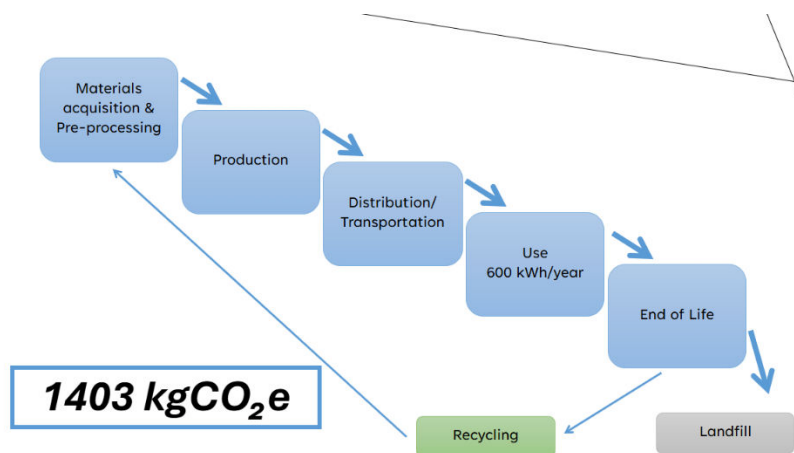 Materials
acquisition &
Pre-processing
Production
Distribution/
Transportation
Use
600 kWh/year
End of Life
1403 kgCO₂e
Recycling
Landfill